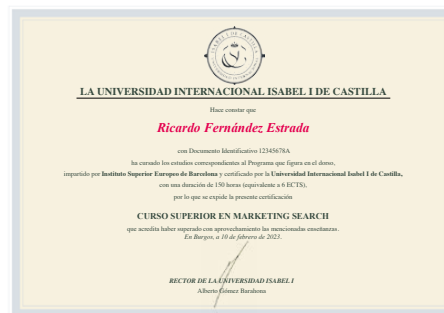 LA UNIVERSIDAD INTERNACIONAL ISABEL I DE CASTILLA
Hace constar que
Ricardo Fernández Estrada
con Documento Identificativo 12345678A
ha cursado los estudios correspondientes al Programa que figura en el dorso,
impartido por Instituto Superior Europeo de Barcelona y certificado por la Universidad Internacional Isabel I de Castilla,
con una duración de 150 horas (equivalente a 6 ECTS),
por lo que se expide la presente certificación
CURSO SUPERIOR EN MARKETING SEARCH
que acredita haber superado con aprovechamiento las mencionadas enseñanzas.
En Burgos, a 10 de febrero de 2023.
RECTOR DE LA UNIVERSIDAD ISABEL I
Alberto Gómez Barahona